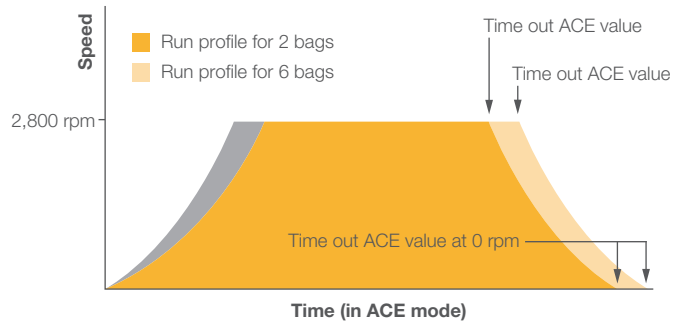 Speed
Run profile for 2 bags
Run profile for 6 bags
Time out ACE value
Time out ACE value
2,800 rpm
Time out ACE value at 0 rpm
Time (in ACE mode)